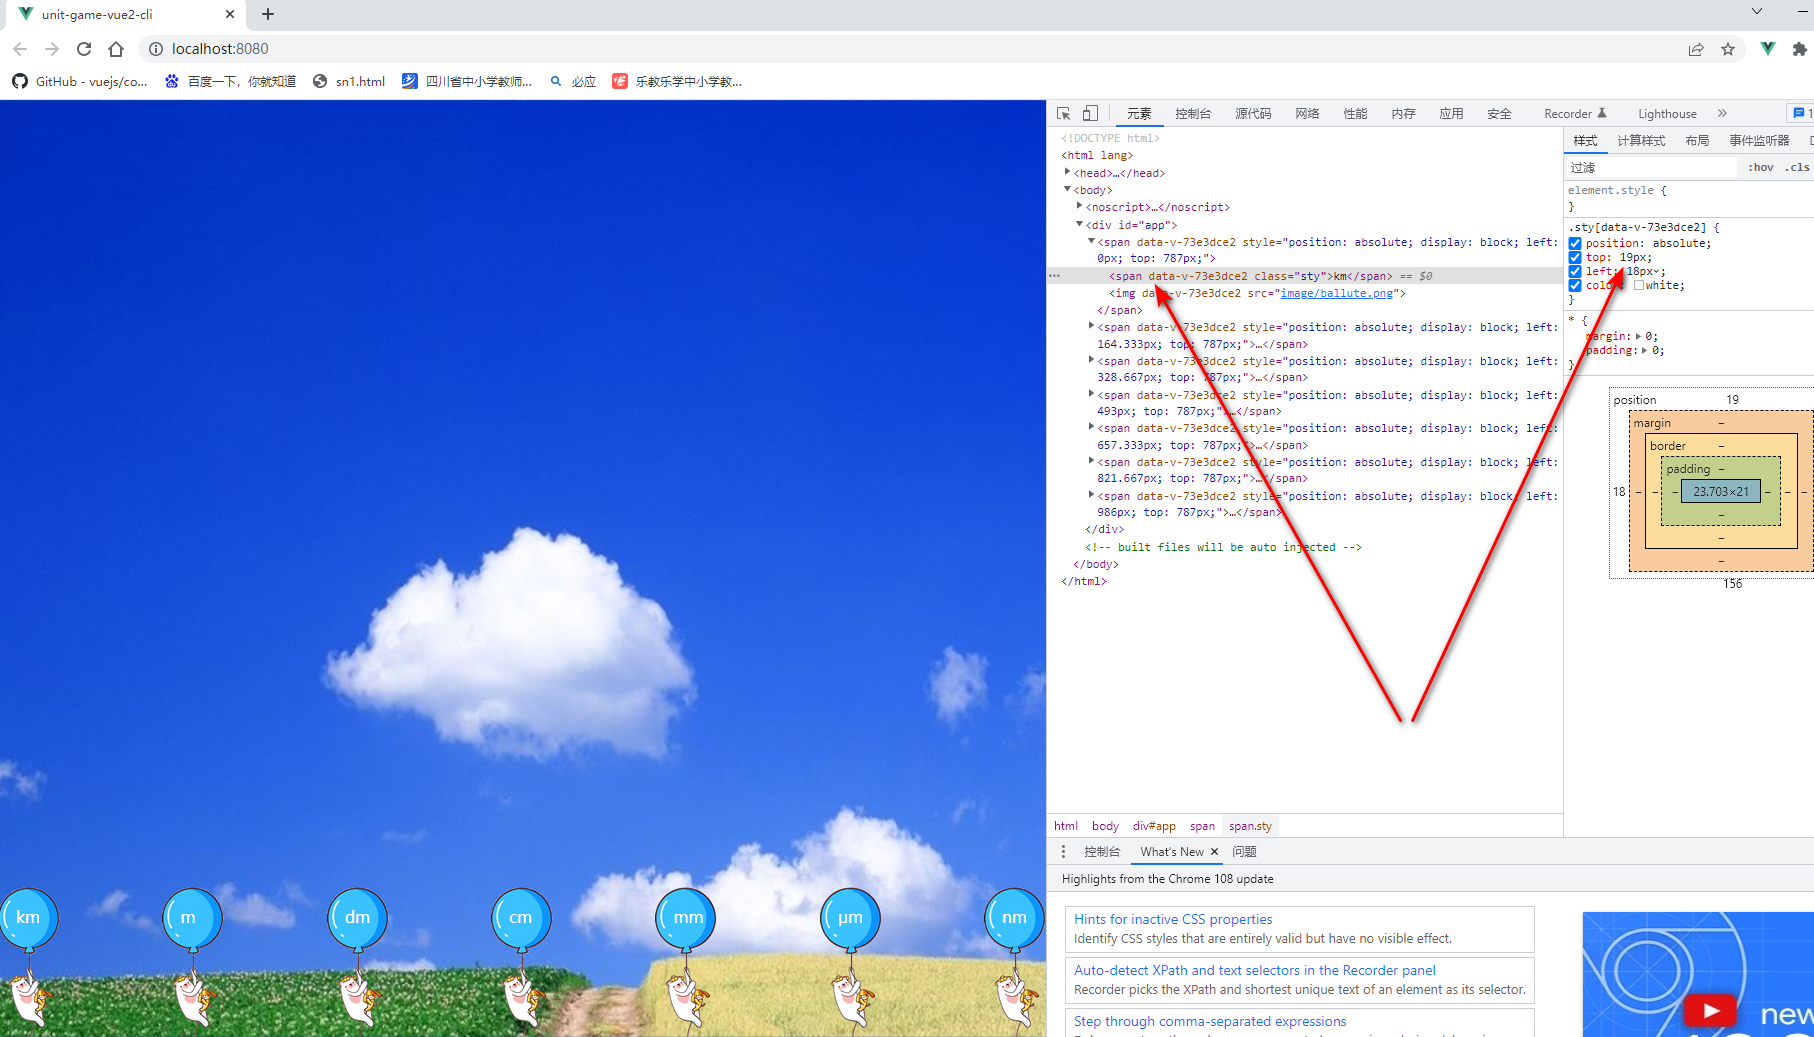 unit-game-vue2-cli
localhost:8080
GitHub - vuejs/co...
百度一下，你就知道
sn1.html
四川省中小学教师...
必应
乐教乐学中小学教...
元素 控制台 源代码 网络 性能 内存 应用 安全 Recorder Lighthouse 1
<!DOCTYPE html>
<html lang>
<head>…</head>
<body>
<noscript>…</noscript>
<div id="app">
<span data-v-73e3dce2 style="position: absolute; display: block; left:
0px; top: 787px;">
<span data-v-73e3dce2 class="sty">km</span> == $0
<img data-v-73e3dce2 src="image/ballute.png">
</span>
<span data-v-73e3dce2 style="position: absolute; display: block; left:
164.333px; top: 787px;">…</span>
<span data-v-73e3dce2 style="position: absolute; display: block; left:
328.667px; top: 787px;">…</span>
<span data-v-73e3dce2 style="position: absolute; display: block; left:
493px; top: 787px;">…</span>
<span data-v-73e3dce2 style="position: absolute; display: block; left:
657.333px; top: 787px;">…</span>
<span data-v-73e3dce2 style="position: absolute; display: block; left:
821.667px; top: 787px;">…</span>
<span data-v-73e3dce2 style="position: absolute; display: block; left:
986px; top: 787px;">…</span>
</div>
<!-- built files will be auto injected -->
</body>
</html>
样式 计算样式 布局 事件监听器
过滤 :hov .cls
element.style {
}
.sty[data-v-73e3dce2] {
position: absolute;
top: 19px;
left: 18px;
color: white;
}
* {
margin: 0;
padding: 0;
}
position 19
margin –
border –
padding –
18 – – – 23.703×21 – – –
–
–
–
156
html body div#app span span.sty
控制台 What's New 问题
Highlights from the Chrome 108 update
Hints for inactive CSS properties
Identify CSS styles that are entirely valid but have no visible effect.
Auto-detect XPath and text selectors in the Recorder panel
Recorder picks the XPath and shortest unique text of an element as its selector.
Step through comma-separated expressions
new
km m dm cm mm μm nm